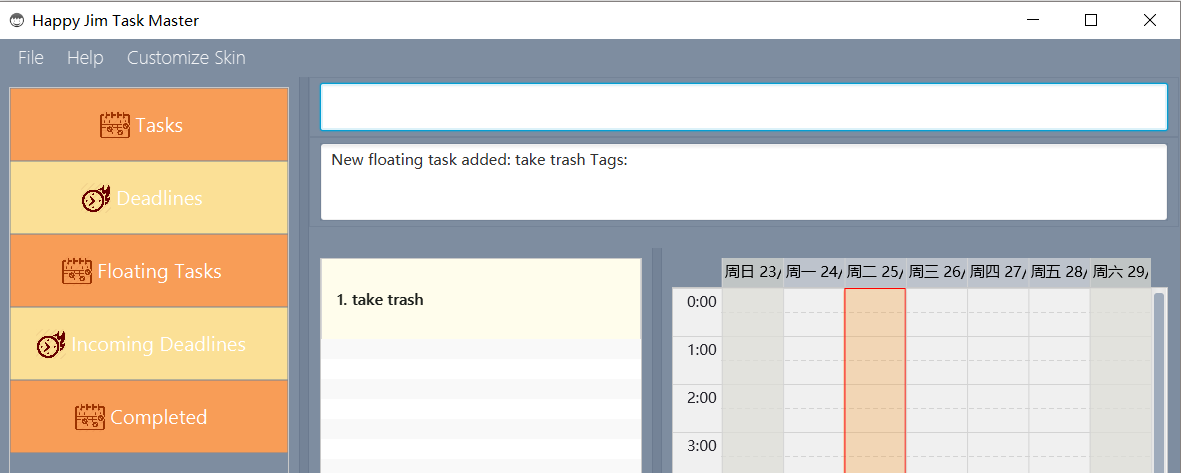 Happy Jim Task Master
File Help Customize Skin
Tasks
Deadlines
Floating Tasks
Incoming Deadlines
Completed
New floating task added: take trash Tags:
1. take trash
周日 23/ 周一 24/ 周二 25/ 周三 26/ 周四 27/ 周五 28/ 周六 29/
0:00
1:00
2:00
3:00